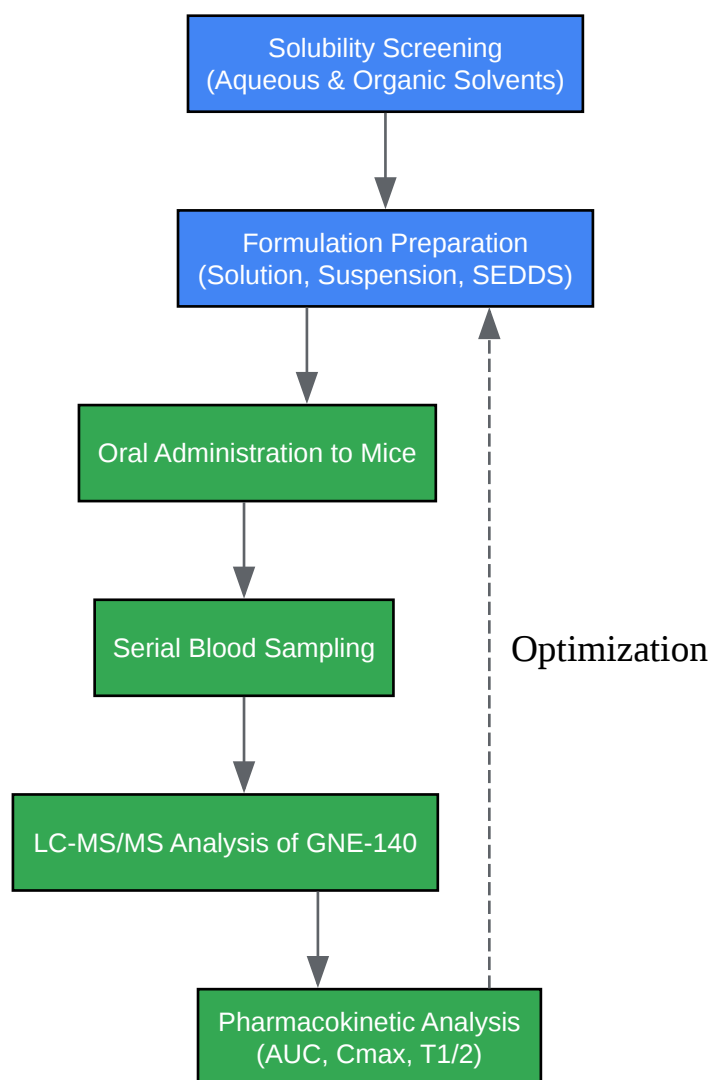 Solubility Screening
(Aqueous & Organic Solvents)
Formulation Preparation
(Solution, Suspension, SEDDS)
Oral Administration to Mice
Serial Blood Sampling
Optimization
LC-MS/MS Analysis of GNE-140
Pharmacokinetic Analysis
(AUC, Cmax, T1/2)